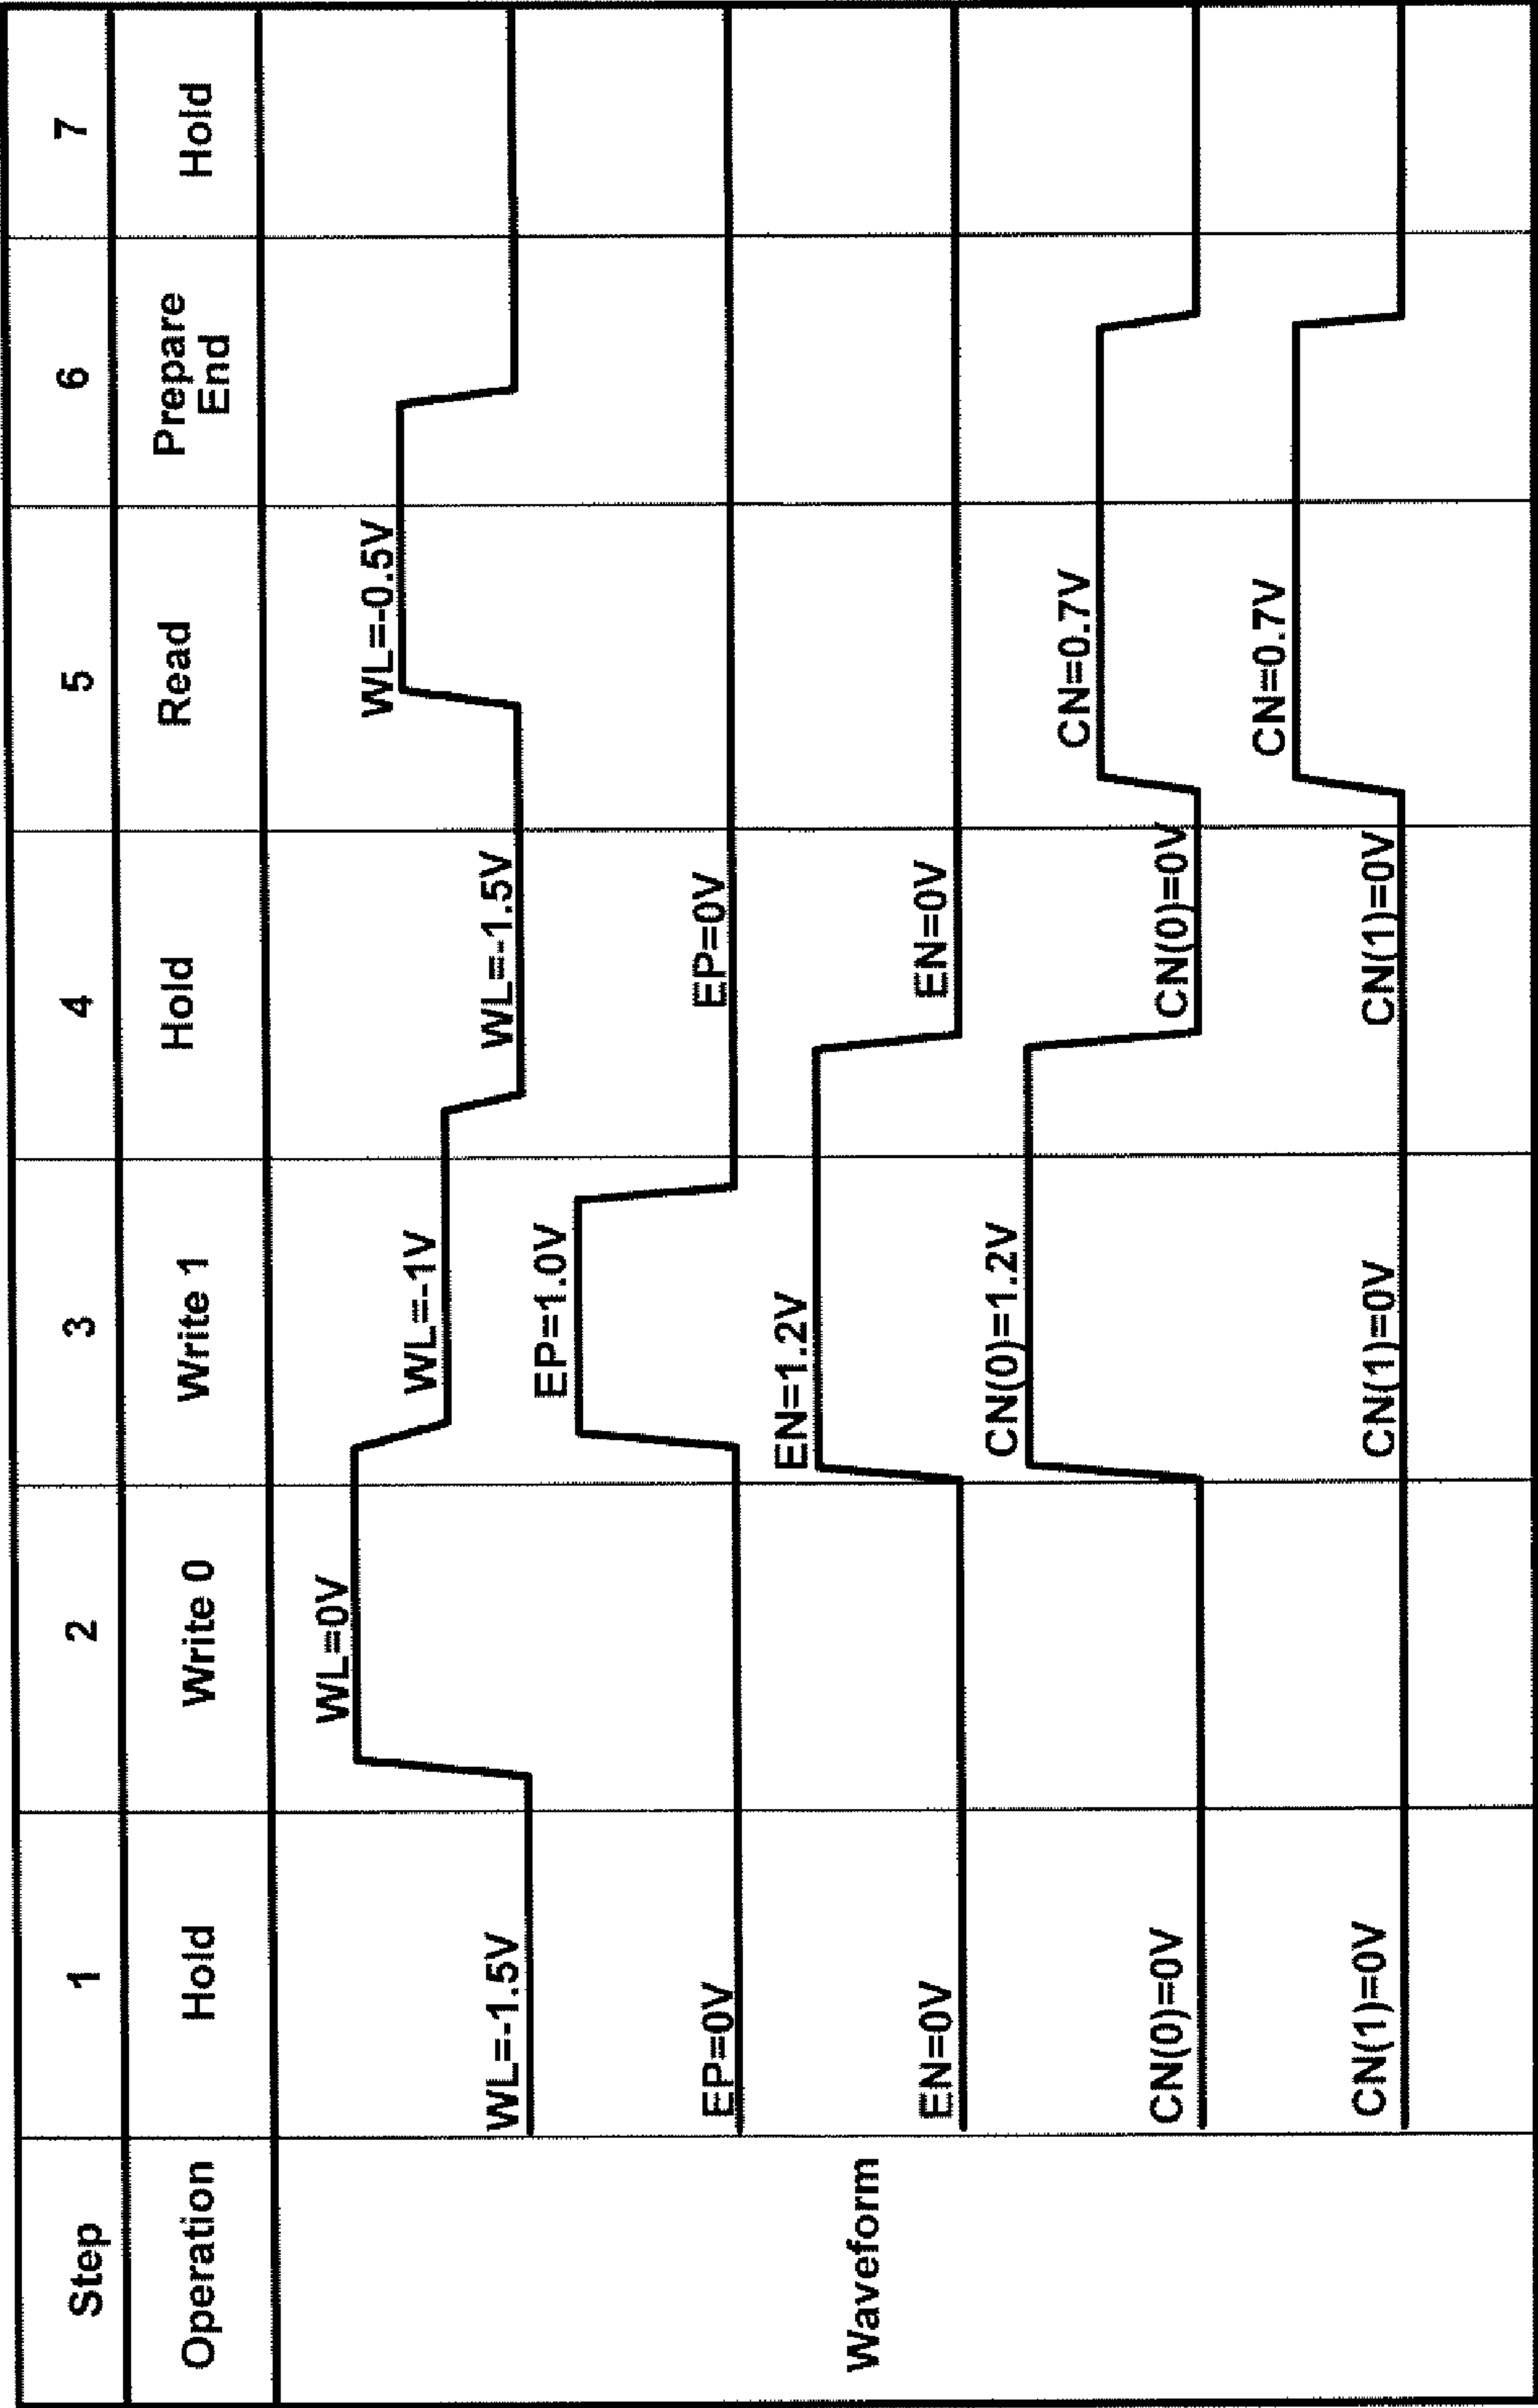 Step 1 2 3 4 5 6 7
Operation Hold Write 0 Write 1 Hold Read Prepare End Hold
Waveform
WL=-1.5V WL=0V WL=-1V WL=-1.5V WL=-0.5V
EP=0V EP=1.0V EP=0V
EN=0V EN=1.2V EN=0V
CN(0)=0V CN(0)=1.2V CN(0)=0V CN=0.7V
CN(1)=0V CN(1)=0V CN(1)=0V CN=0.7V